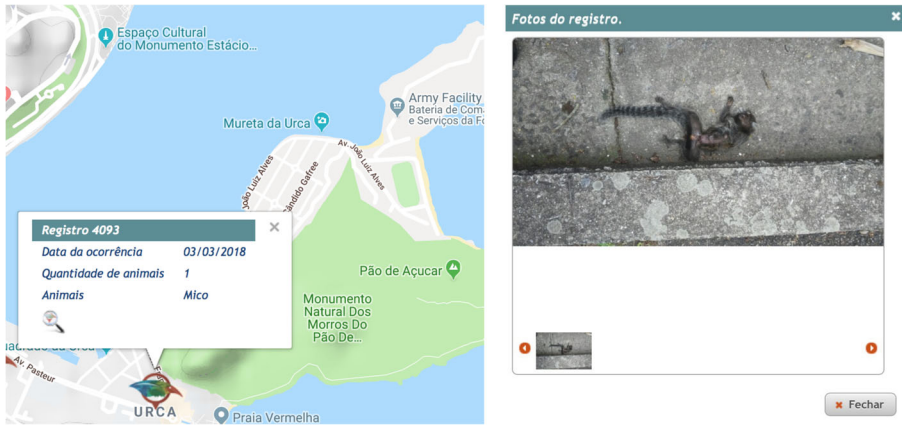 Espaço Cultural
do Monumento Estácio...
Army Facility
Bateria de Com
e Serviços da Fo
Mureta da Urca
Av. João Luiz Alves
João Luiz Alves
Cândido Gafree
Registro 4093
Data da ocorrência 03/03/2018
Quantidade de animais 1
Animais Mico
Pão de Açucar
Monumento
Natural Dos
Morros Do
Pão De...
Av. Pasteur
URCA
Praia Vermelha
Fotos do registro.
Fechar